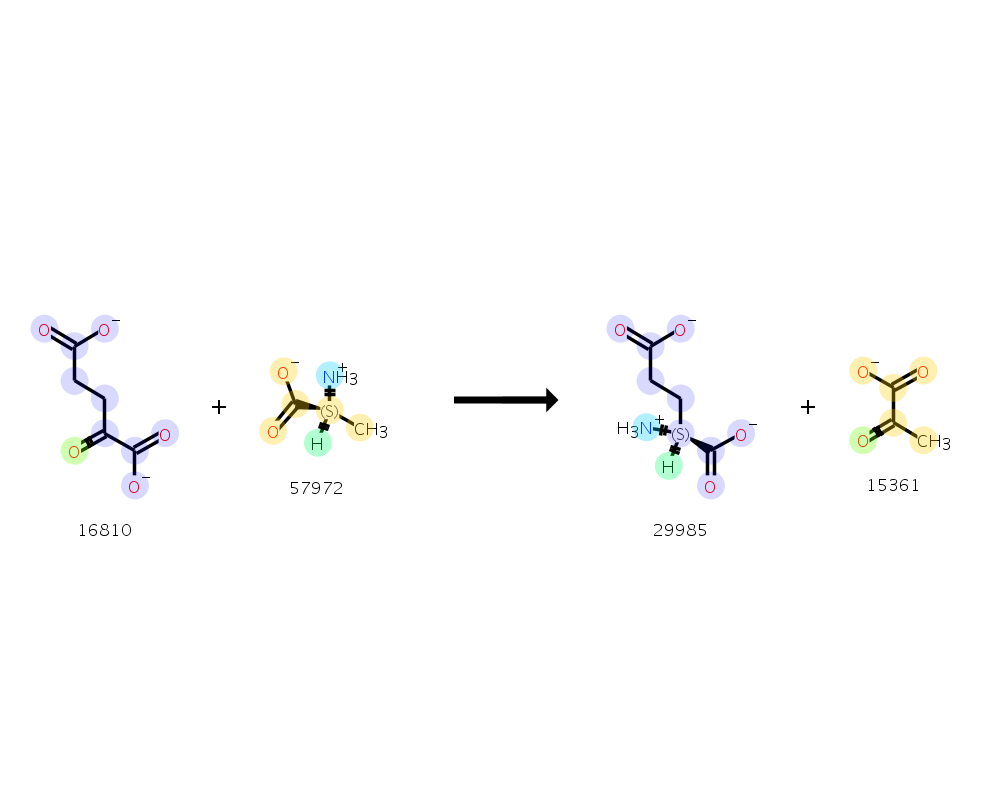 O O−
O− NH3+
O (S) CH3
H
O O
O−
+
57972
16810
O O−
H3N+ (S) O−
H
O
+
29985
O− O
O CH3
15361